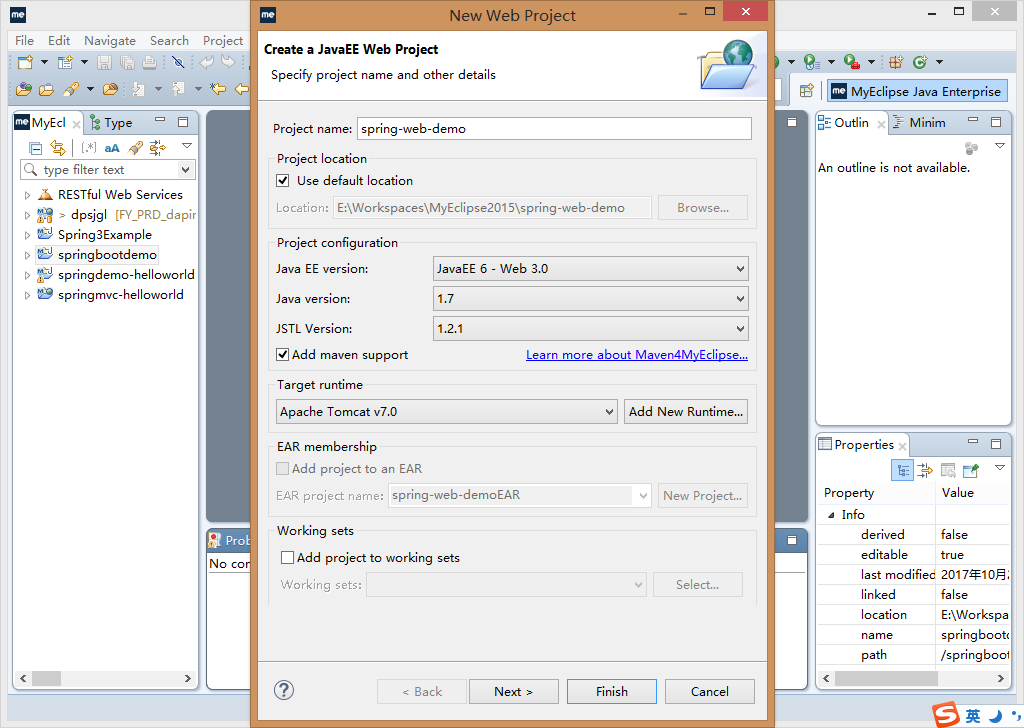 me
New Web Project
me
File Edit Navigate Search Project
Create a JavaEE Web Project
Specify project name and other details
me MyEclipse Java Enterprise
MyEcl
Type
type filter text
RESTful Web Services
> dpsjgl [FY_PRD_dapir
Spring3Example
springbootdemo
springdemo-helloworld
springmvc-helloworld
Project name: spring-web-demo
Project location
Use default location
Location: E:\Workspaces\MyEclipse2015\spring-web-demo Browse...
Project configuration
Java EE version: JavaEE 6 - Web 3.0
Java version: 1.7
JSTL Version: 1.2.1
Add maven support Learn more about Maven4MyEclipse...
Target runtime
Apache Tomcat v7.0 Add New Runtime...
EAR membership
Add project to an EAR
EAR project name: spring-web-demoEAR New Project...
Working sets
Add project to working sets
Working sets: Select...
? < Back Next > Finish Cancel
Prob
No con
Outlin
Minim
An outline is not available.
Properties
Property Value
Info
derived false
editable true
last modified 2017年10月2
linked false
location E:\Workspa
name springbootd
path /springboot
S 英